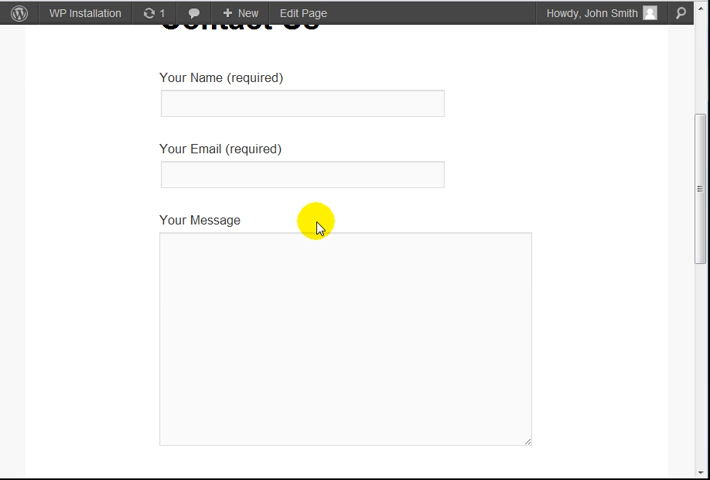 WP Installation 1 + New Edit Page Howdy, John Smith
Contact Us
Your Name (required)
Your Email (required)
Your Message